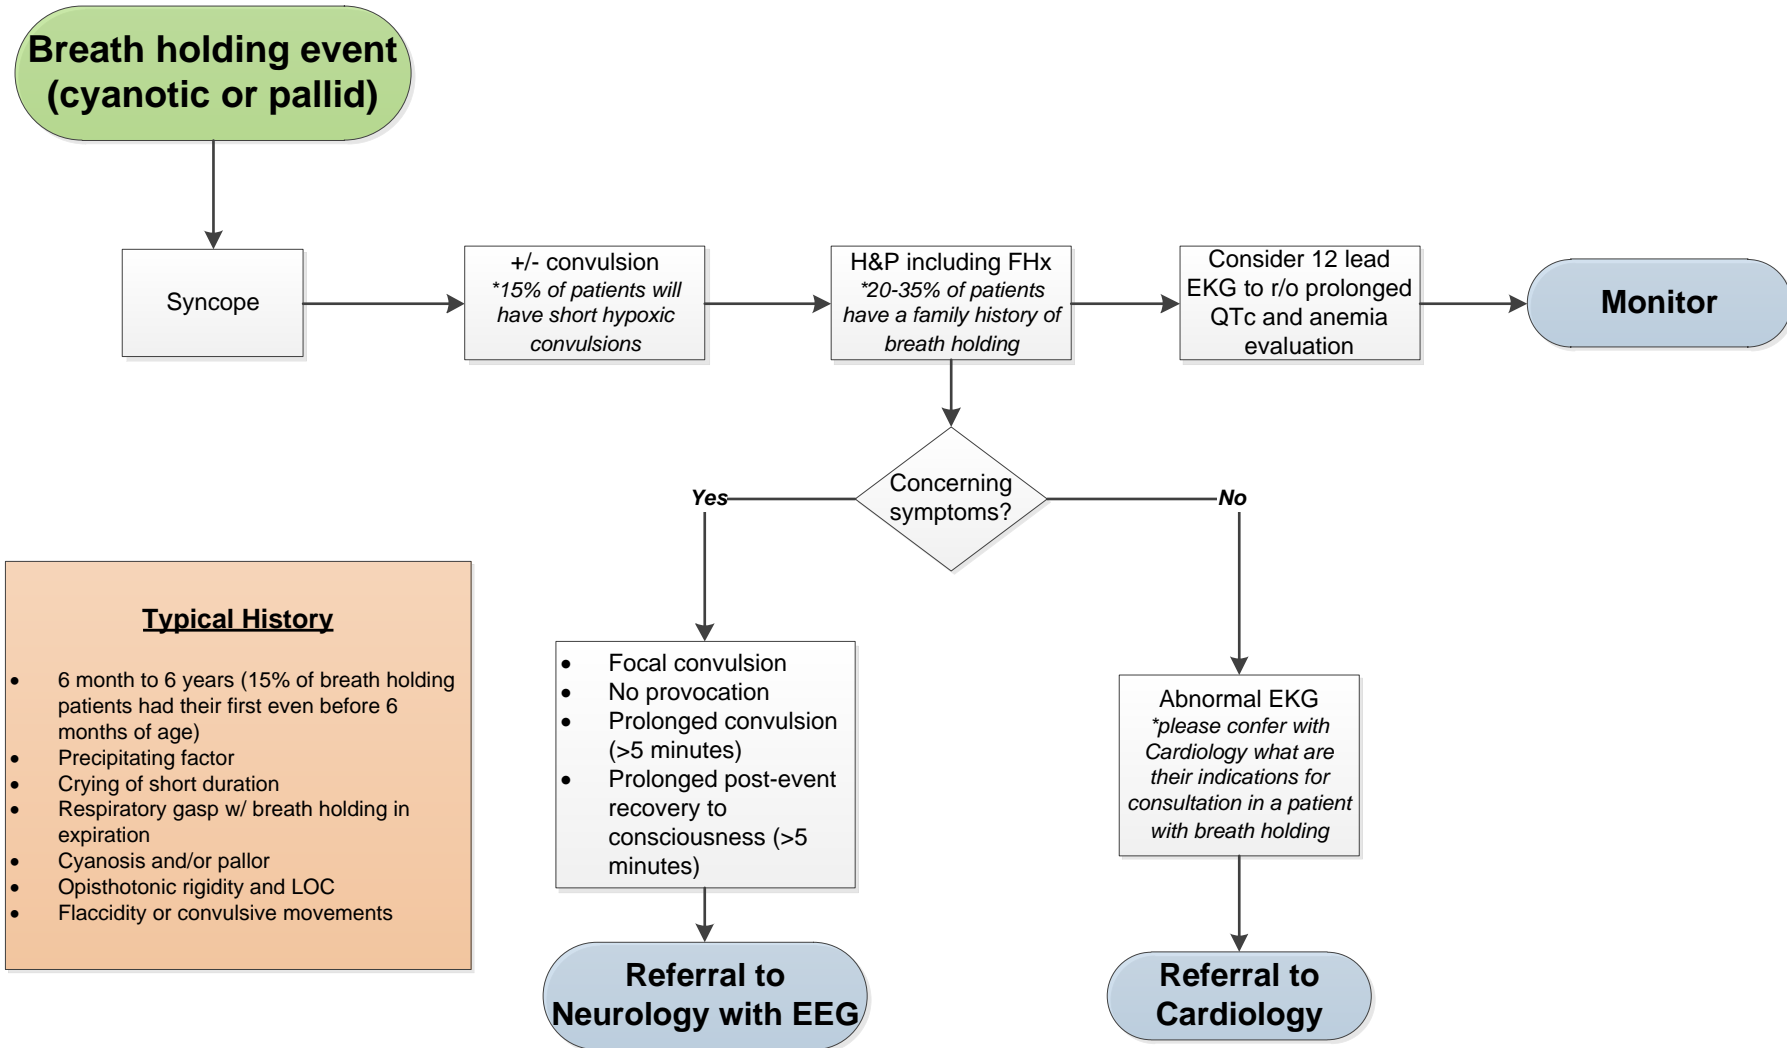 Breath holding event
(cyanotic or pallid)
Syncope
+/- convulsion
*15% of patients will
have short hypoxic
convulsions
H&P including FHx
*20-35% of patients
have a family history of
breath holding
Consider 12 lead
EKG to r/o prolonged
QTc and anemia
evaluation
Monitor
Concerning
symptoms?
Yes
No
Typical History
• 6 month to 6 years (15% of breath holding
patients had their first even before 6
months of age)
• Precipitating factor
• Crying of short duration
• Respiratory gasp w/ breath holding in
expiration
• Cyanosis and/or pallor
• Opisthotonic rigidity and LOC
• Flaccidity or convulsive movements
• Focal convulsion
• No provocation
• Prolonged convulsion
(>5 minutes)
• Prolonged post-event
recovery to
consciousness (>5
minutes)
Abnormal EKG
*please confer with
Cardiology what are
their indications for
consultation in a patient
with breath holding
Referral to
Neurology with EEG
Referral to
Cardiology